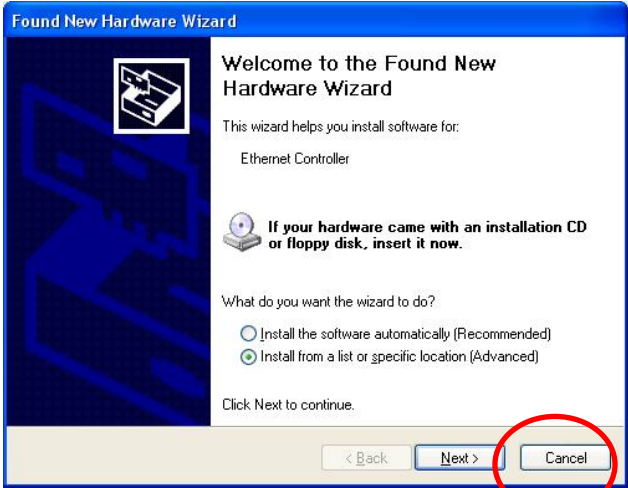 Found New Hardware Wizard
Welcome to the Found New
Hardware Wizard
This wizard helps you install software for:
Ethernet Controller
If your hardware came with an installation CD
or floppy disk, insert it now.
What do you want the wizard to do?
Install the software automatically (Recommended)
Install from a list or specific location (Advanced)
Click Next to continue.
< Back Next > Cancel